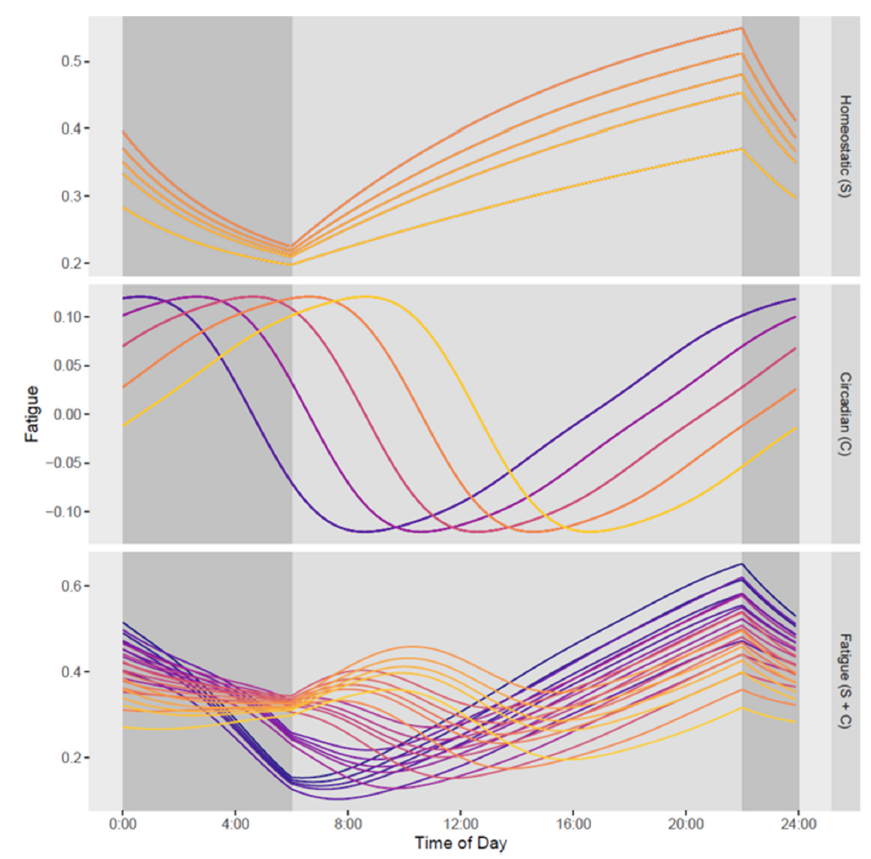 0.5
0.4
0.3
0.2
Homeostatic (S)
0.10
0.05
0.00
−0.05
−0.10
Circadian (C)
Fatigue
0.6
0.4
0.2
Fatigue (S + C)
0:00 4:00 8:00 12:00 16:00 20:00 24:00
Time of Day